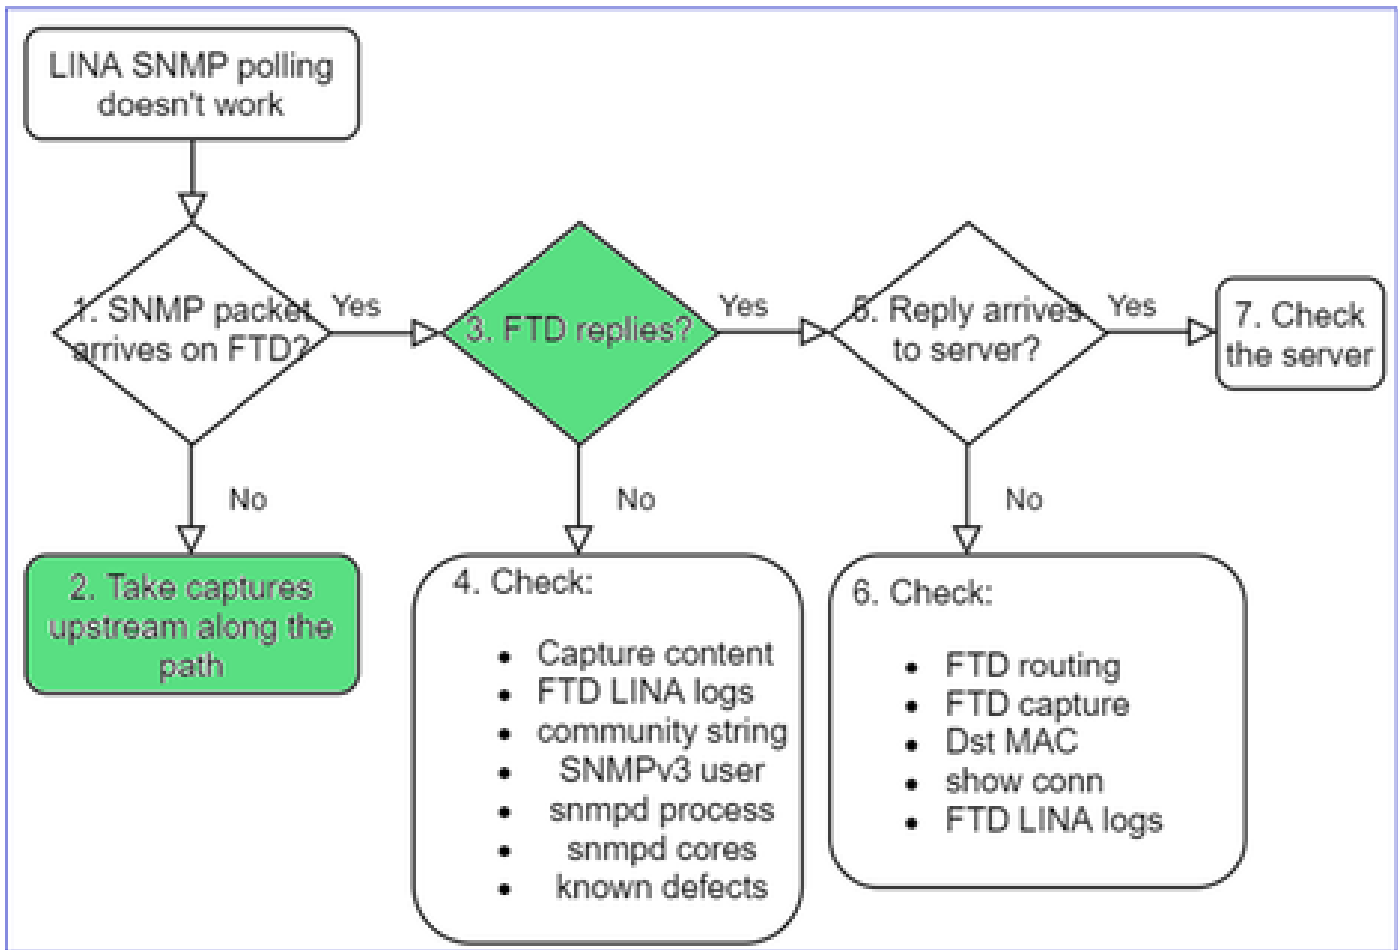 LINA SNMP polling
doesn't work
1. SNMP packet
arrives on FTD?
Yes
3. FTD replies?
Yes
5. Reply arrives
to server?
Yes
7. Check
the server
No
No
No
2. Take captures
upstream along the
path
4. Check:
• Capture content
• FTD LINA logs
• community string
• SNMPv3 user
• snmpd process
• snmpd cores
• known defects
6. Check:
• FTD routing
• FTD capture
• Dst MAC
• show conn
• FTD LINA logs